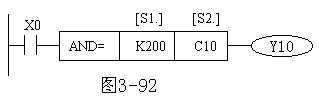 [S1.] [S2.]
X0
AND= K200 C10 Y10
图3-92